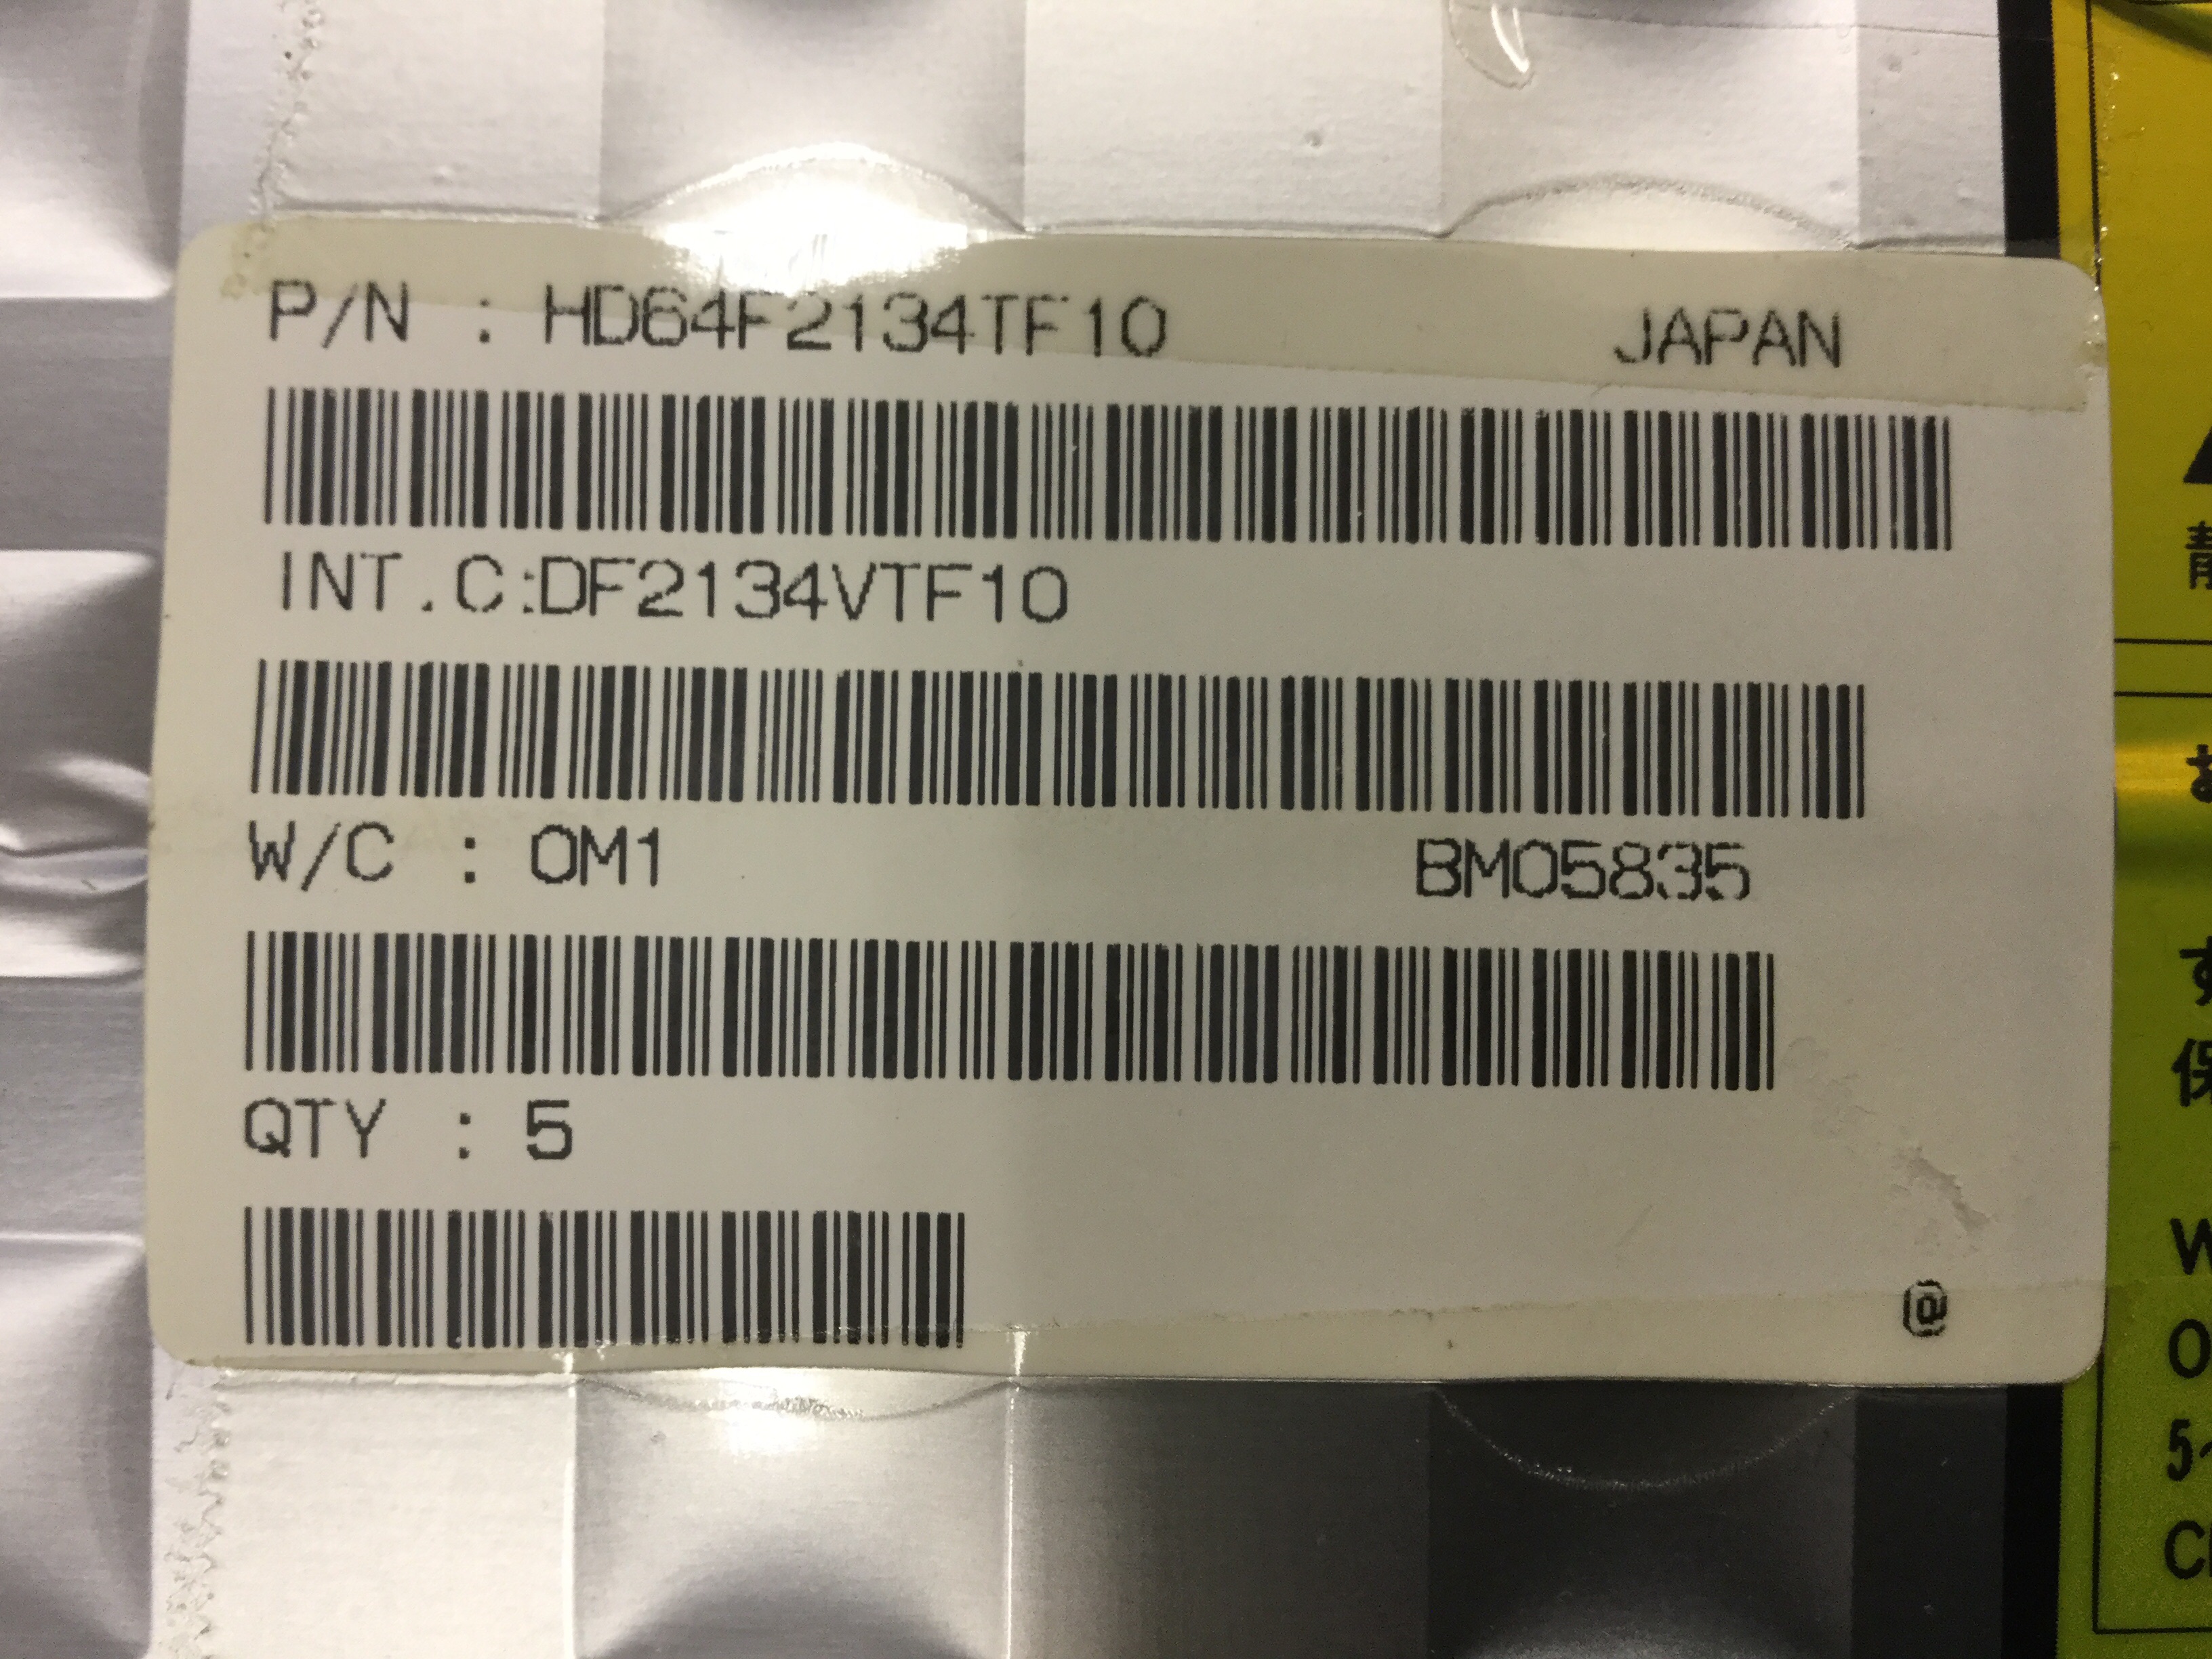 P/N : HD64F2134TF10 JAPAN
INT.C:DF2134VTF10
W/C : 0M1 BM05835
QTY : 5
@